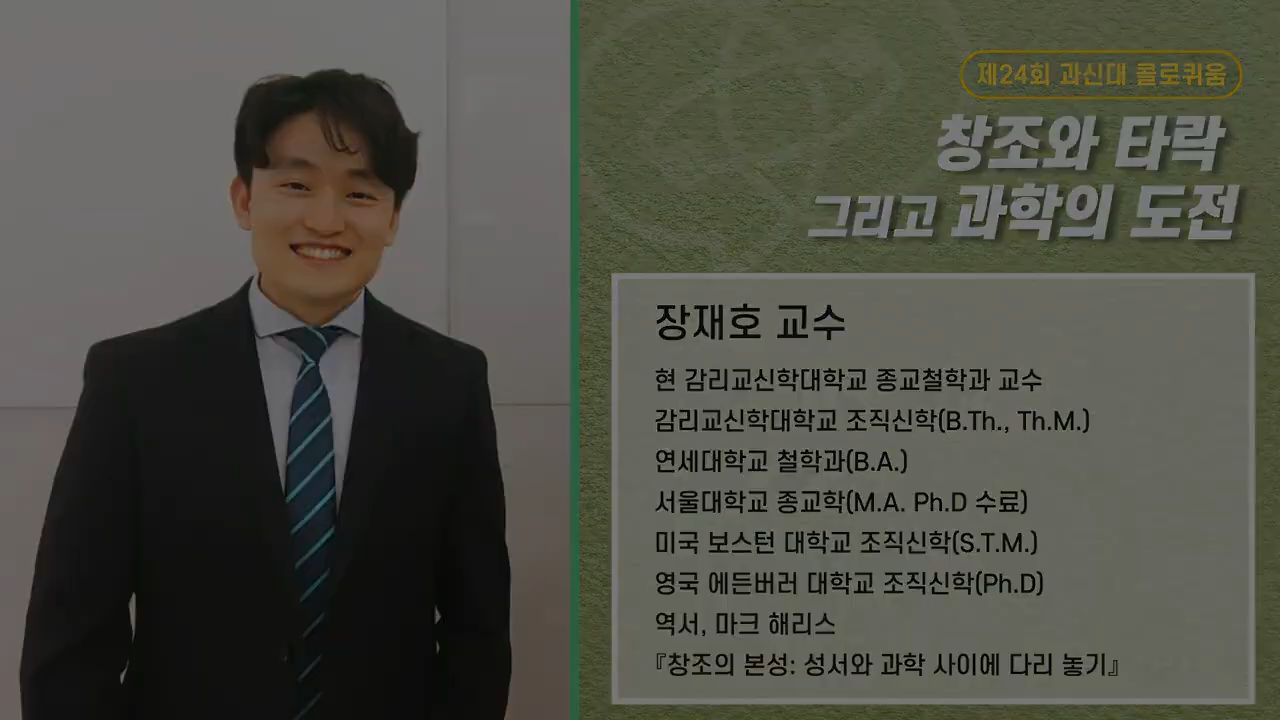 제24회 과신대 콜로퀴움
창조와 타락
그리고 과학의 도전
장재호 교수
현 감리교신학대학교 종교철학과 교수
감리교신학대학교 조직신학(B.Th., Th.M.)
연세대학교 철학과(B.A.)
서울대학교 종교학(M.A. Ph.D 수료)
미국 보스턴 대학교 조직신학(S.T.M.)
영국 에든버러 대학교 조직신학(Ph.D)
역서, 마크 해리스
『창조의 본성: 성서와 과학 사이에 다리 놓기』